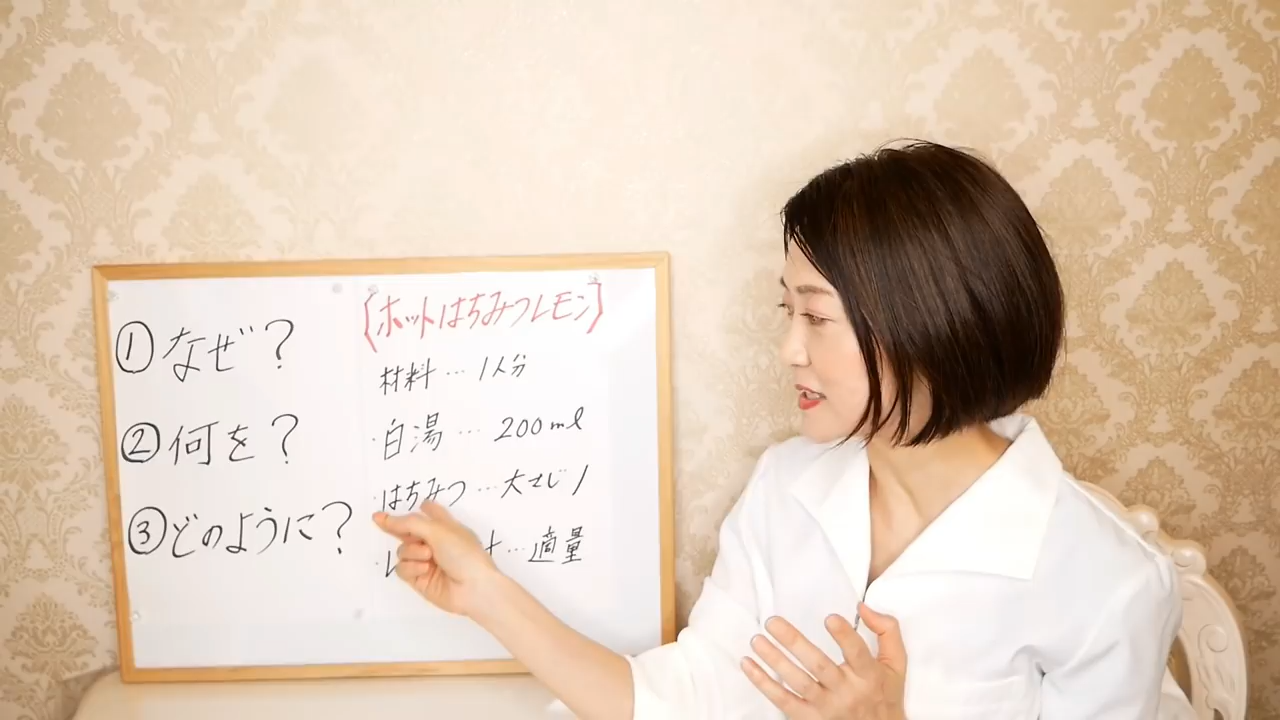 ①なぜ？
②何を？
③どのように？
〔ホットはちみつレモン〕
材料…1人分
・白湯…200ml
・はちみつ…大さじ1
・レ 汁…適量